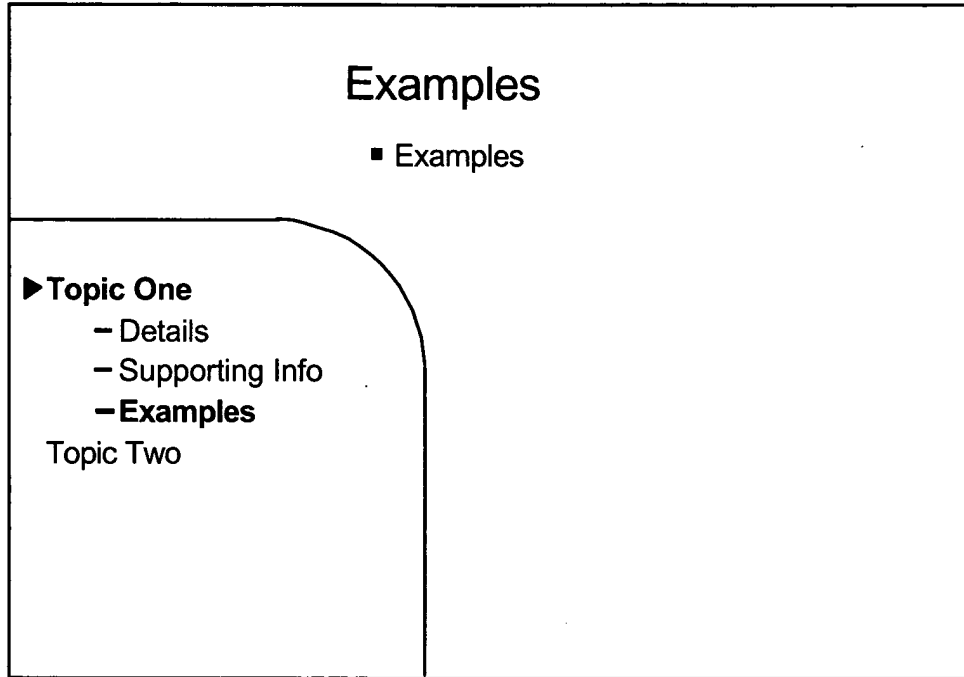 Examples
▪ Examples
▶Topic One
– Details
– Supporting Info
– Examples
Topic Two